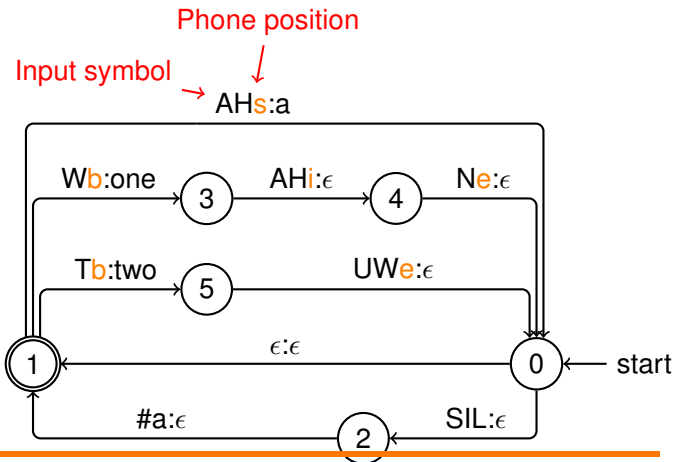 Phone position
Input symbol
AHs:a
Wb:one
3
AHi:ϵ
4
Ne:ϵ
Tb:two
5
UWe:ϵ
1
ϵ:ϵ
0
start
#a:ϵ
2
SIL:ϵ